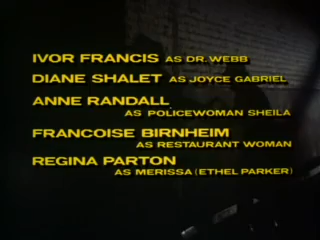 IVOR FRANCIS AS DR. WEBB
DIANE SHALET AS JOYCE GABRIEL
ANNE RANDALL
AS POLICEWOMAN SHEILA
FRANCOISE BIRNHEIM
AS RESTAURANT WOMAN
REGINA PARTON
AS MERISSA (ETHEL PARKER)